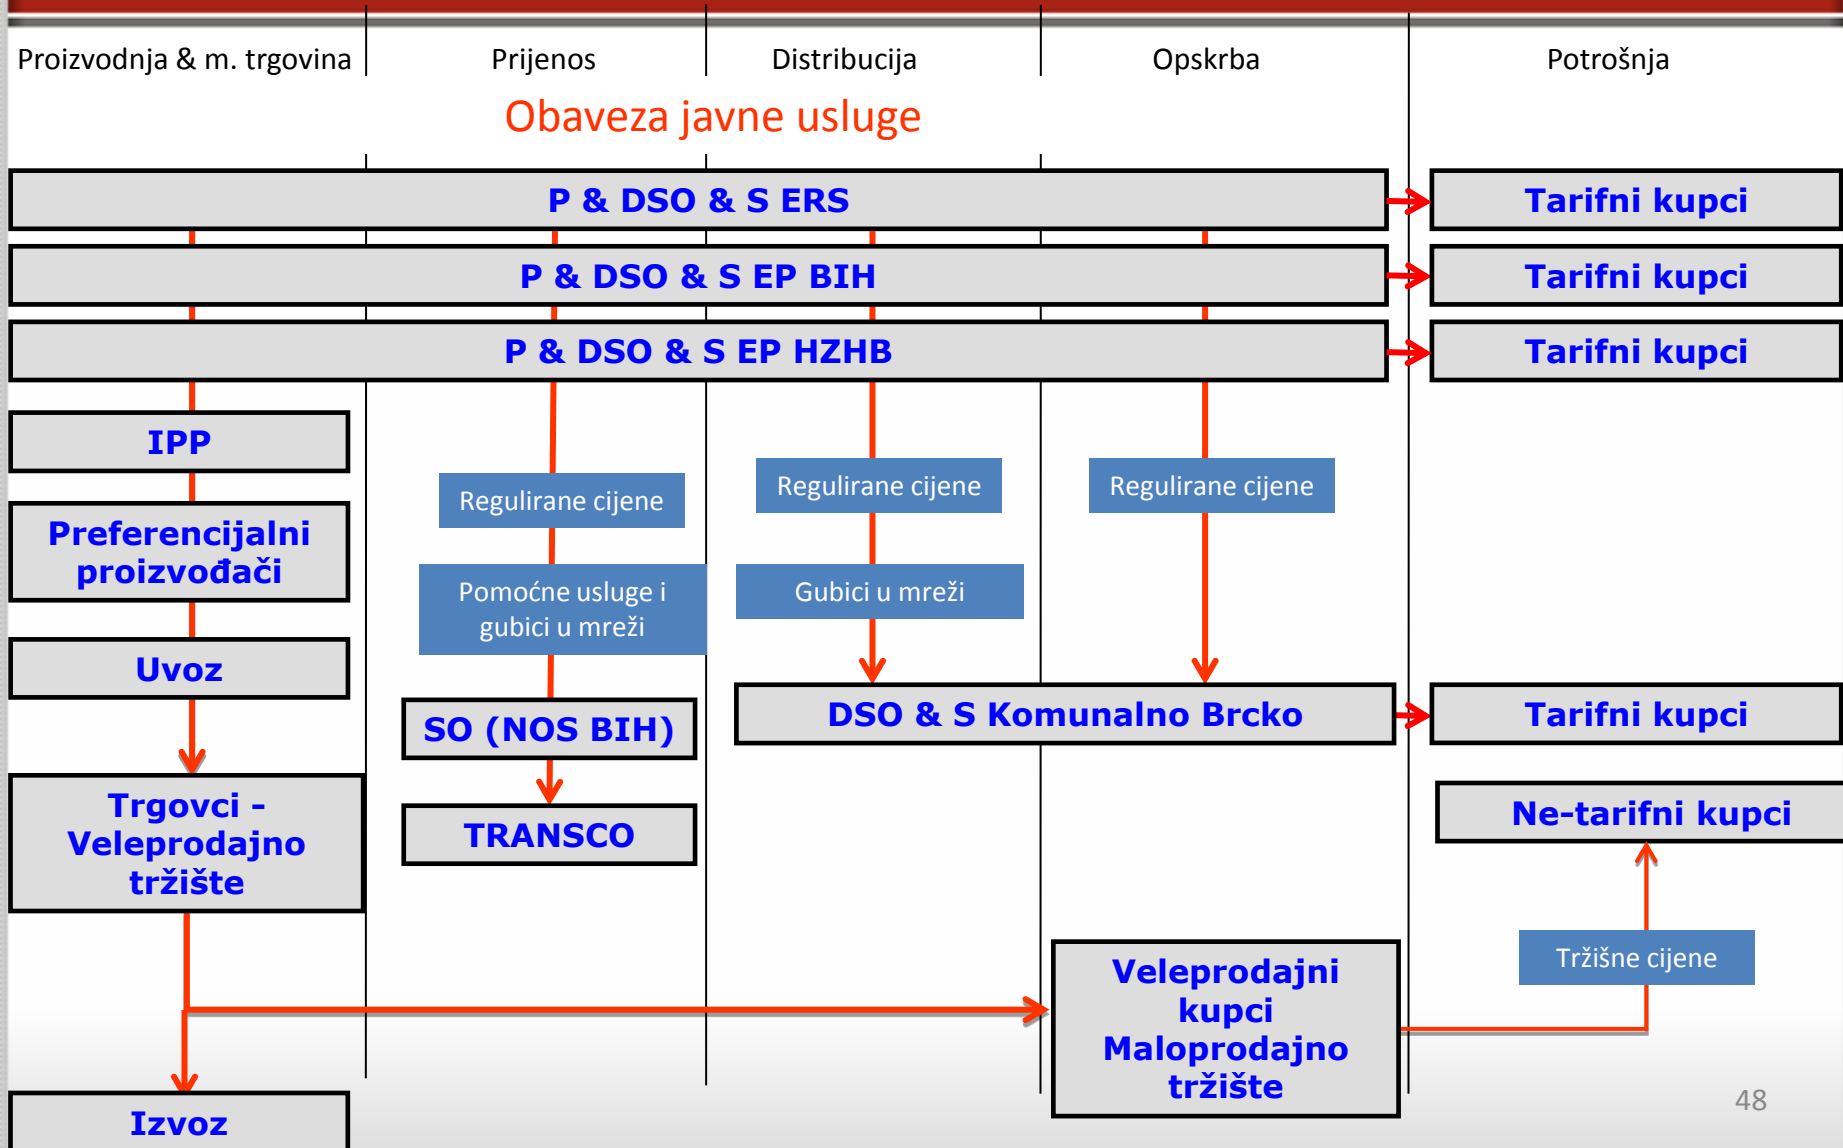 Proizvodnja & m. trgovina
Prijenos
Distribucija
Opskrba
Potrošnja
Obaveza javne usluge
P & DSO & S ERS
Tarifni kupci
P & DSO & S EP BIH
Tarifni kupci
P & DSO & S EP HZHB
Tarifni kupci
IPP
Preferencijalni
proizvođači
Uvoz
Trgovci -
Veleprodajno
tržište
Izvoz
Regulirane cijene
Pomoćne usluge i
gubici u mreži
SO (NOS BIH)
TRANSCO
Regulirane cijene
Gubici u mreži
Regulirane cijene
DSO & S Komunalno Brcko
Tarifni kupci
Ne-tarifni kupci
Tržišne cijene
Veleprodajni
kupci
Maloprodajno
tržište
48